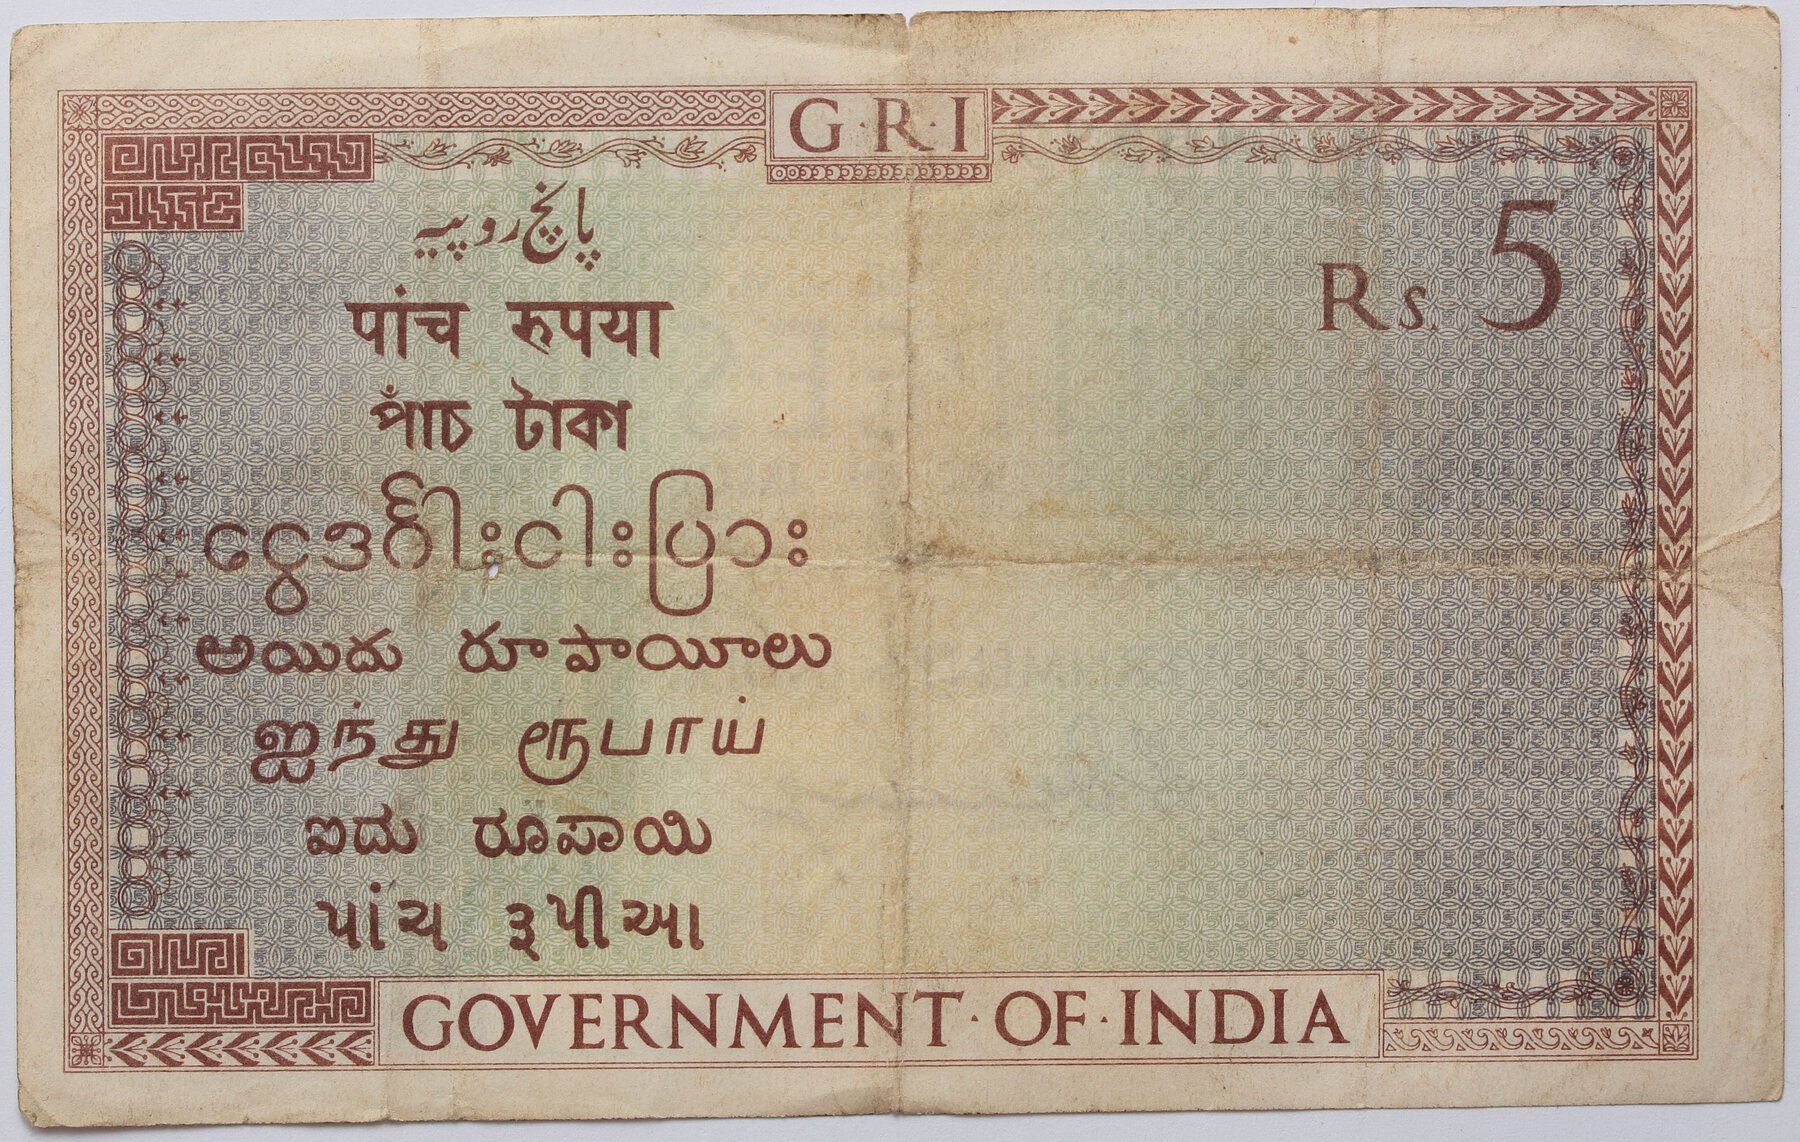 G·R·I
پانچ روپیہ
Rs. 5
पांच रुपया
পাঁচ টাকা
ငွေဒင်္ဂါးငါးပြား
అయిదు రూపాయీలు
ஐந்து ரூபாய்
ಐದು ರೂಪಾಯಿ
પાંચ રૂપીઆ
GOVERNMENT·OF·INDIA